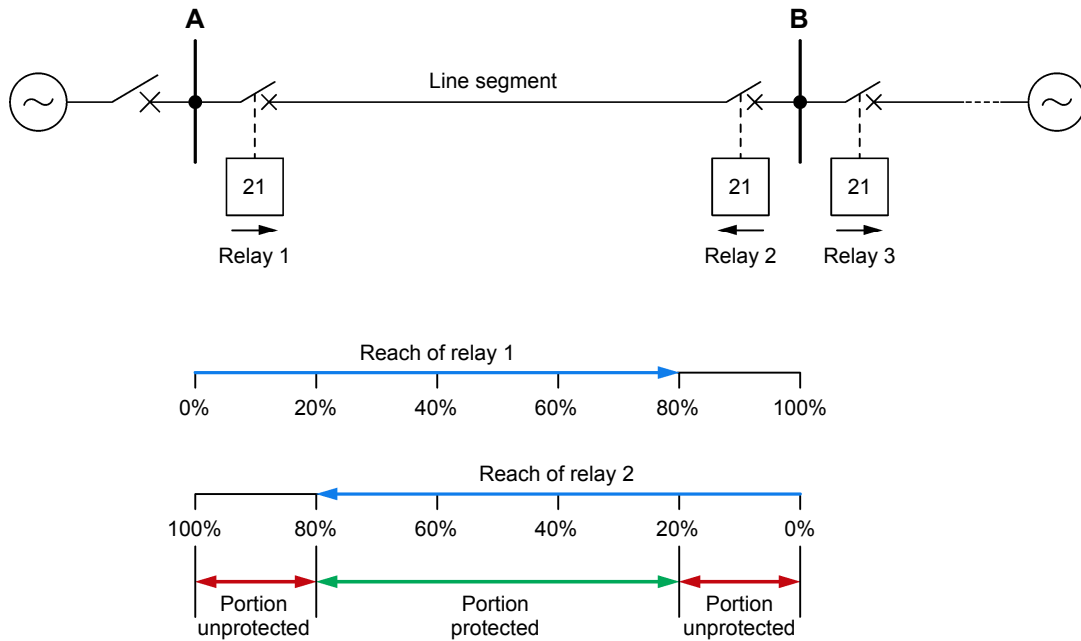 A B
Line segment
21 21 21
Relay 1 Relay 2 Relay 3
Reach of relay 1
0% 20% 40% 60% 80% 100%
Reach of relay 2
100% 80% 60% 40% 20% 0%
Portion Portion Portion
unprotected protected unprotected